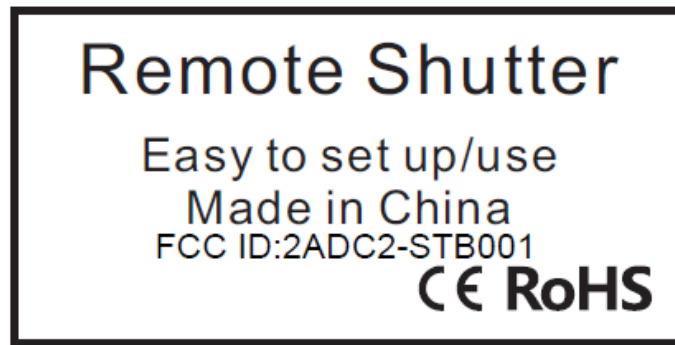 Remote Shutter
Easy to set up/use
Made in China
FCC ID:2ADC2-STB001
CE RoHS